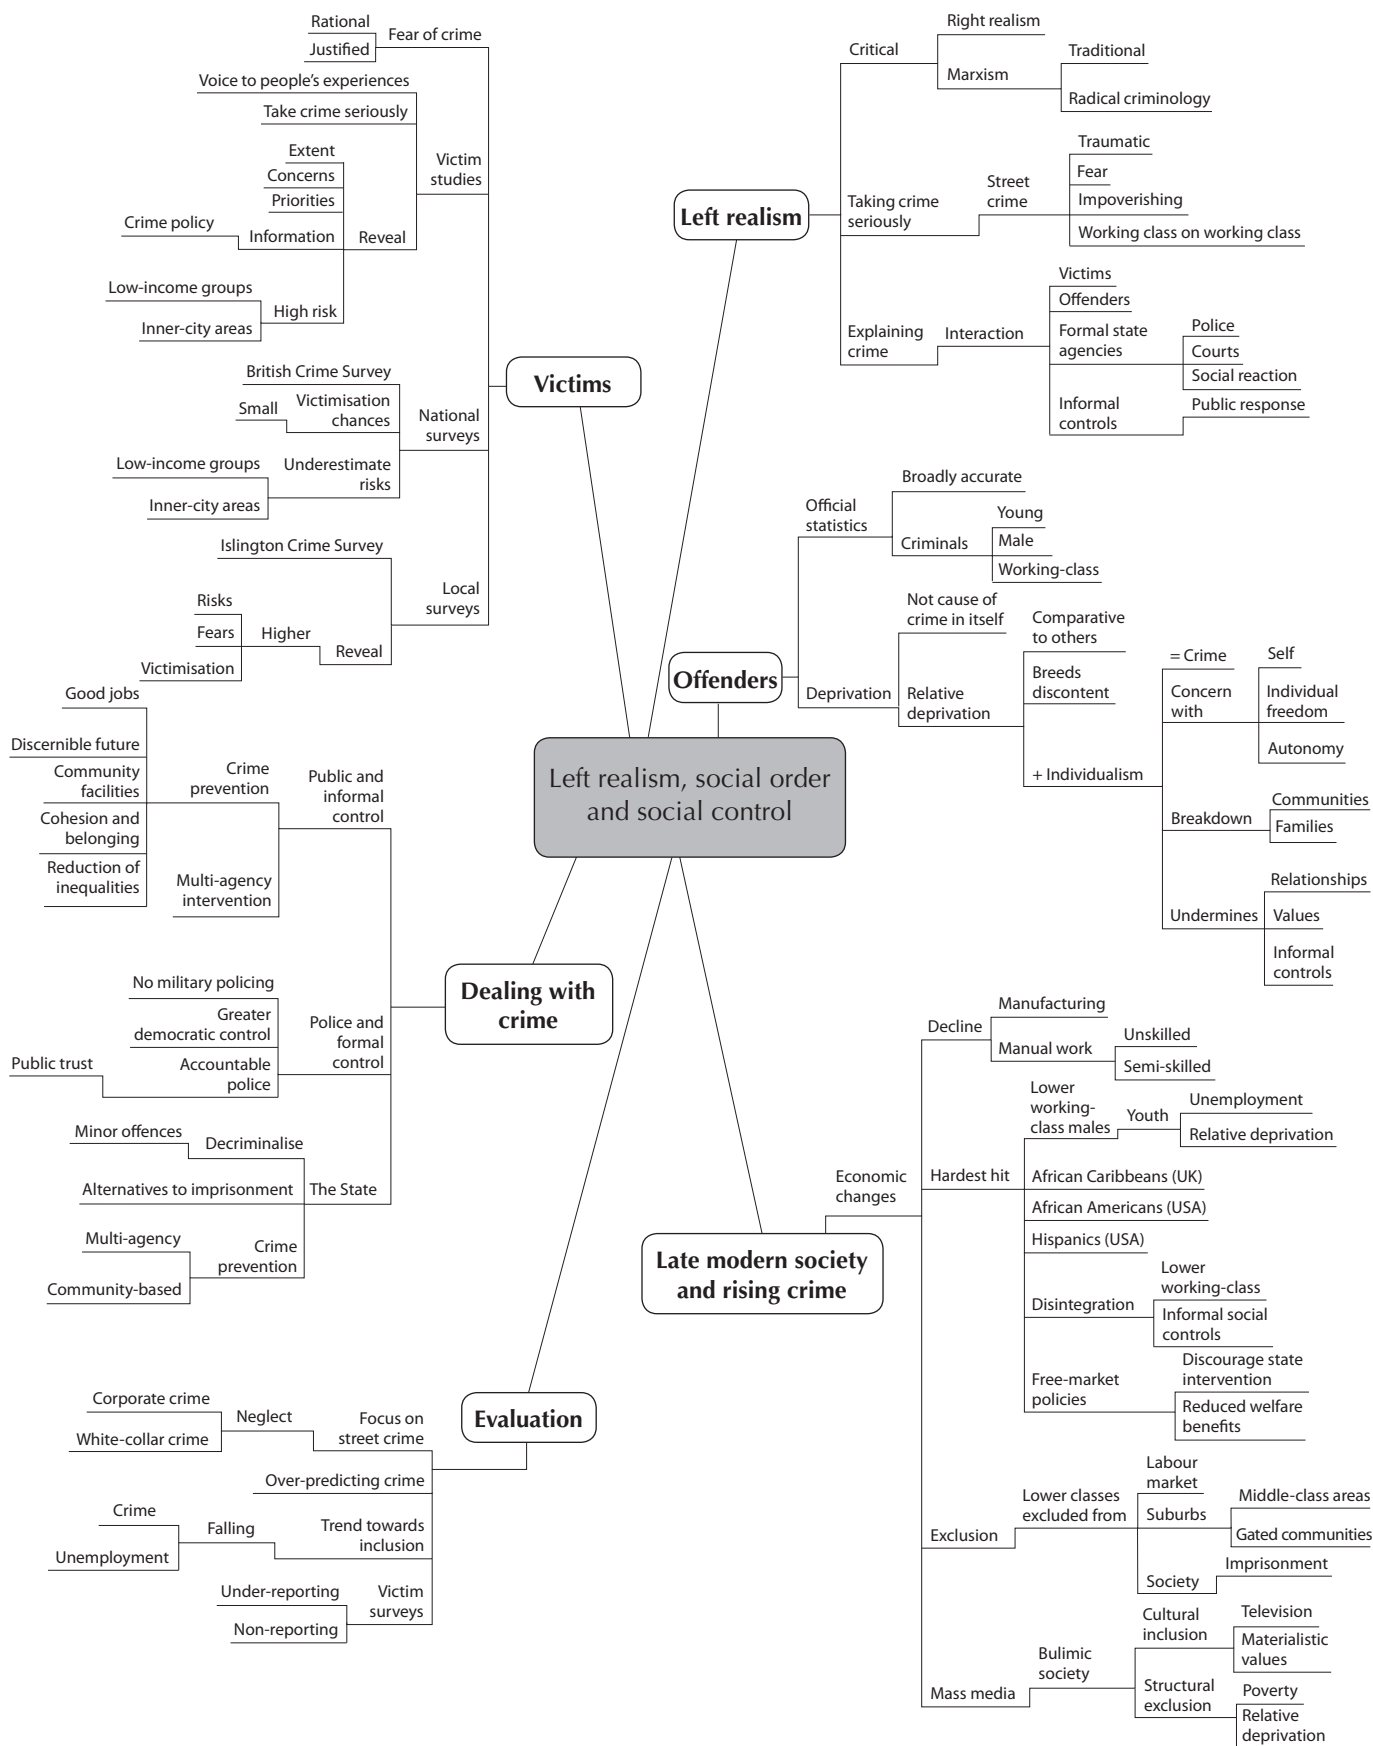 Left realism, social order
and social control
Left realism
Critical
Right realism
Marxism
Traditional
Radical criminology
Taking crime
seriously
Street
crime
Traumatic
Fear
Impoverishing
Working class on working class
Explaining
crime
Interaction
Victims
Offenders
Formal state
agencies
Police
Courts
Social reaction
Informal
controls
Public response
Offenders
Official
statistics
Broadly accurate
Criminals
Young
Male
Working-class
Deprivation
Not cause of
crime in itself
Relative
deprivation
Comparative
to others
Breeds
discontent
+ Individualism
= Crime
Concern
with
Self
Individual
freedom
Autonomy
Breakdown
Communities
Families
Undermines
Relationships
Values
Informal
controls
Late modern society
and rising crime
Economic
changes
Decline
Manufacturing
Manual work
Unskilled
Semi-skilled
Hardest hit
Lower
working-
class males
Youth
Unemployment
Relative deprivation
African Caribbeans (UK)
African Americans (USA)
Hispanics (USA)
Disintegration
Lower
working-class
Informal social
controls
Free-market
policies
Discourage state
intervention
Reduced welfare
benefits
Exclusion
Lower classes
excluded from
Labour
market
Suburbs
Middle-class areas
Gated communities
Society
Imprisonment
Mass media
Bulimic
society
Cultural
inclusion
Television
Materialistic
values
Structural
exclusion
Poverty
Relative
deprivation
Victims
Fear of crime
Rational
Justified
Victim
studies
Voice to people's experiences
Take crime seriously
Reveal
Extent
Concerns
Priorities
Information
Crime policy
High risk
Low-income groups
Inner-city areas
National
surveys
British Crime Survey
Victimisation
chances
Small
Underestimate
risks
Low-income groups
Inner-city areas
Local
surveys
Islington Crime Survey
Reveal
Higher
Risks
Fears
Victimisation
Dealing with
crime
Public and
informal
control
Crime
prevention
Good jobs
Discernible future
Community
facilities
Cohesion and
belonging
Reduction of
inequalities
Multi-agency
intervention
Police and
formal
control
No military policing
Greater
democratic control
Accountable
police
Public trust
The State
Decriminalise
Minor offences
Alternatives to imprisonment
Crime
prevention
Multi-agency
Community-based
Evaluation
Focus on
street crime
Neglect
Corporate crime
White-collar crime
Over-predicting crime
Trend towards
inclusion
Falling
Crime
Unemployment
Victim
surveys
Under-reporting
Non-reporting